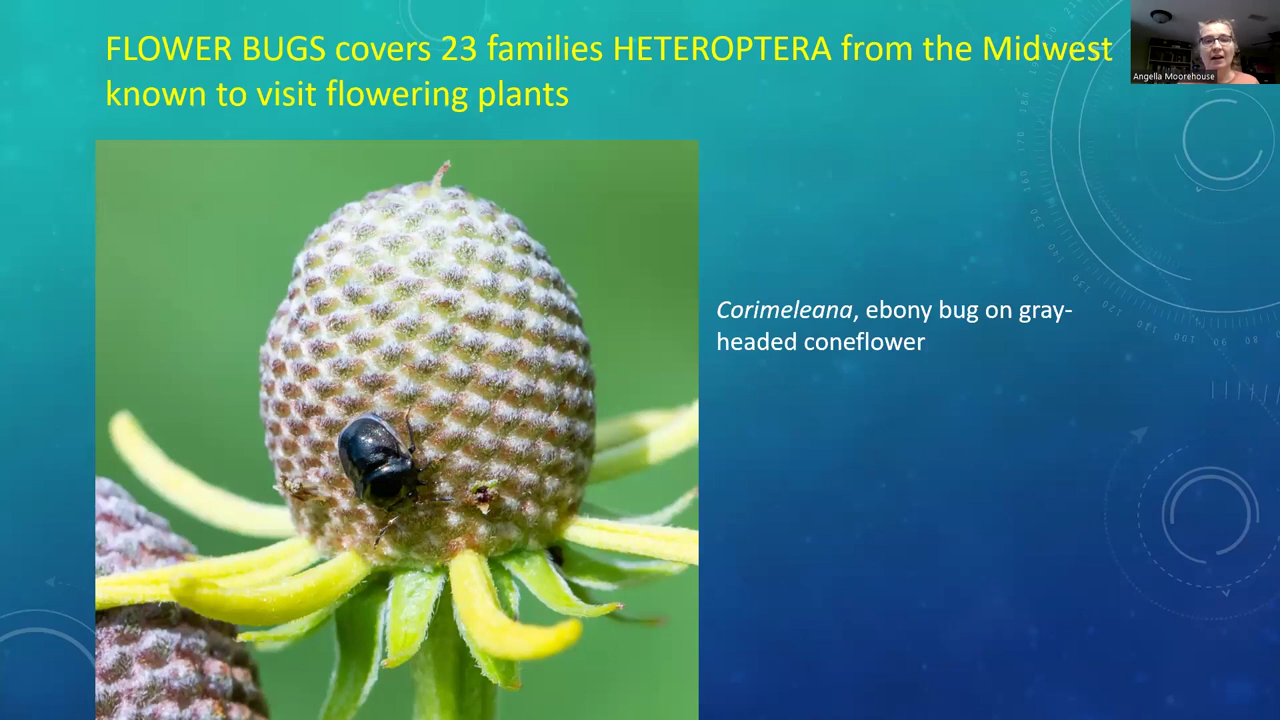 FLOWER BUGS covers 23 families HETEROPTERA from the Midwest
known to visit flowering plants
Angella Moorehouse
Corimeleana, ebony bug on gray-
headed coneflower